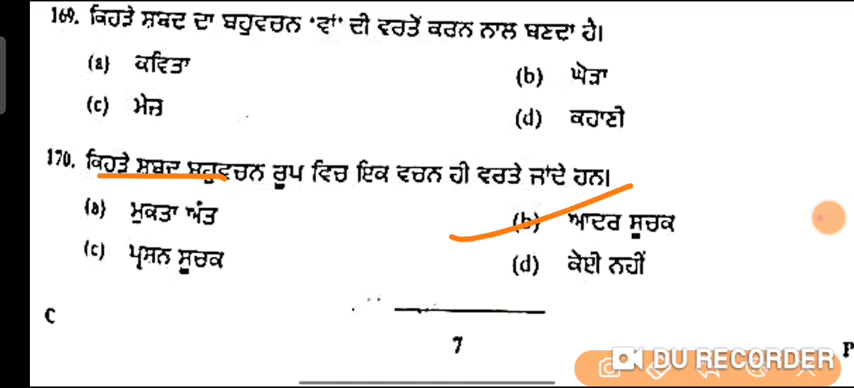 169. ਕਿਹੜੇ ਸ਼ਬਦ ਦਾ ਬਹੁਵਚਨ 'ਵਾਂ' ਦੀ ਵਰਤੋਂ ਕਰਨ ਨਾਲ ਬਣਦਾ ਹੈ।
(a) ਕਵਿਤਾ
(b) ਘੋੜਾ
(c) ਮੇਜ਼
(d) ਕਹਾਣੀ
170. ਕਿਹੜੇ ਸ਼ਬਦ ਬਹੁਵਚਨ ਰੂਪ ਵਿਚ ਇਕ ਵਚਨ ਹੀ ਵਰਤੇ ਜਾਂਦੇ ਹਨ।
(a) ਮੁਕਤਾ ਅੰਤ
(b) ਆਦਰ ਸੂਚਕ
(c) ਪ੍ਰਸ਼ਨ ਸੂਚਕ
(d) ਕੋਈ ਨਹੀਂ
C
7
DU RECORDER
P